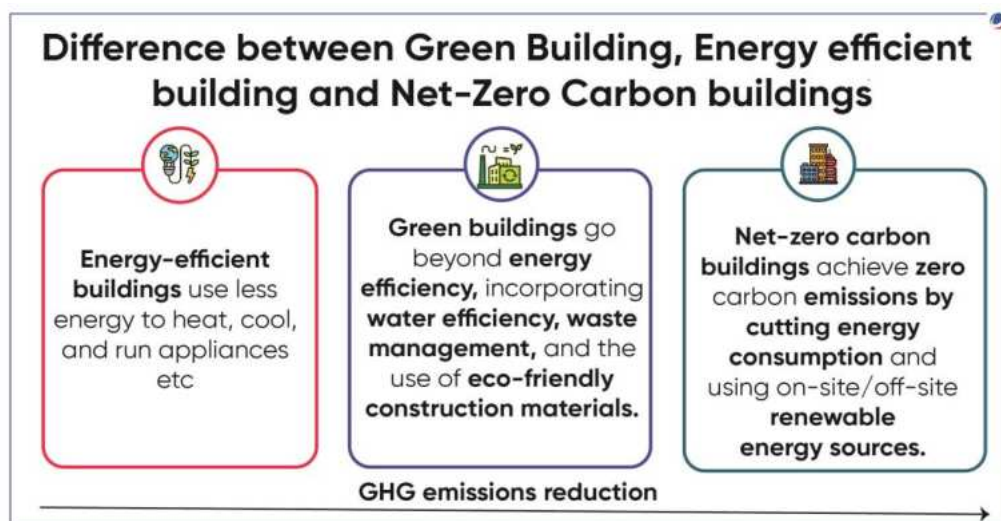 Difference between Green Building, Energy efficient
building and Net-Zero Carbon buildings
Energy-efficient
buildings use less
energy to heat, cool,
and run appliances
etc
Green buildings go
beyond energy
efficiency, incorporating
water efficiency, waste
management, and the
use of eco-friendly
construction materials.
Net-zero carbon
buildings achieve zero
carbon emissions by
cutting energy
consumption and
using on-site/off-site
renewable
energy sources.
GHG emissions reduction